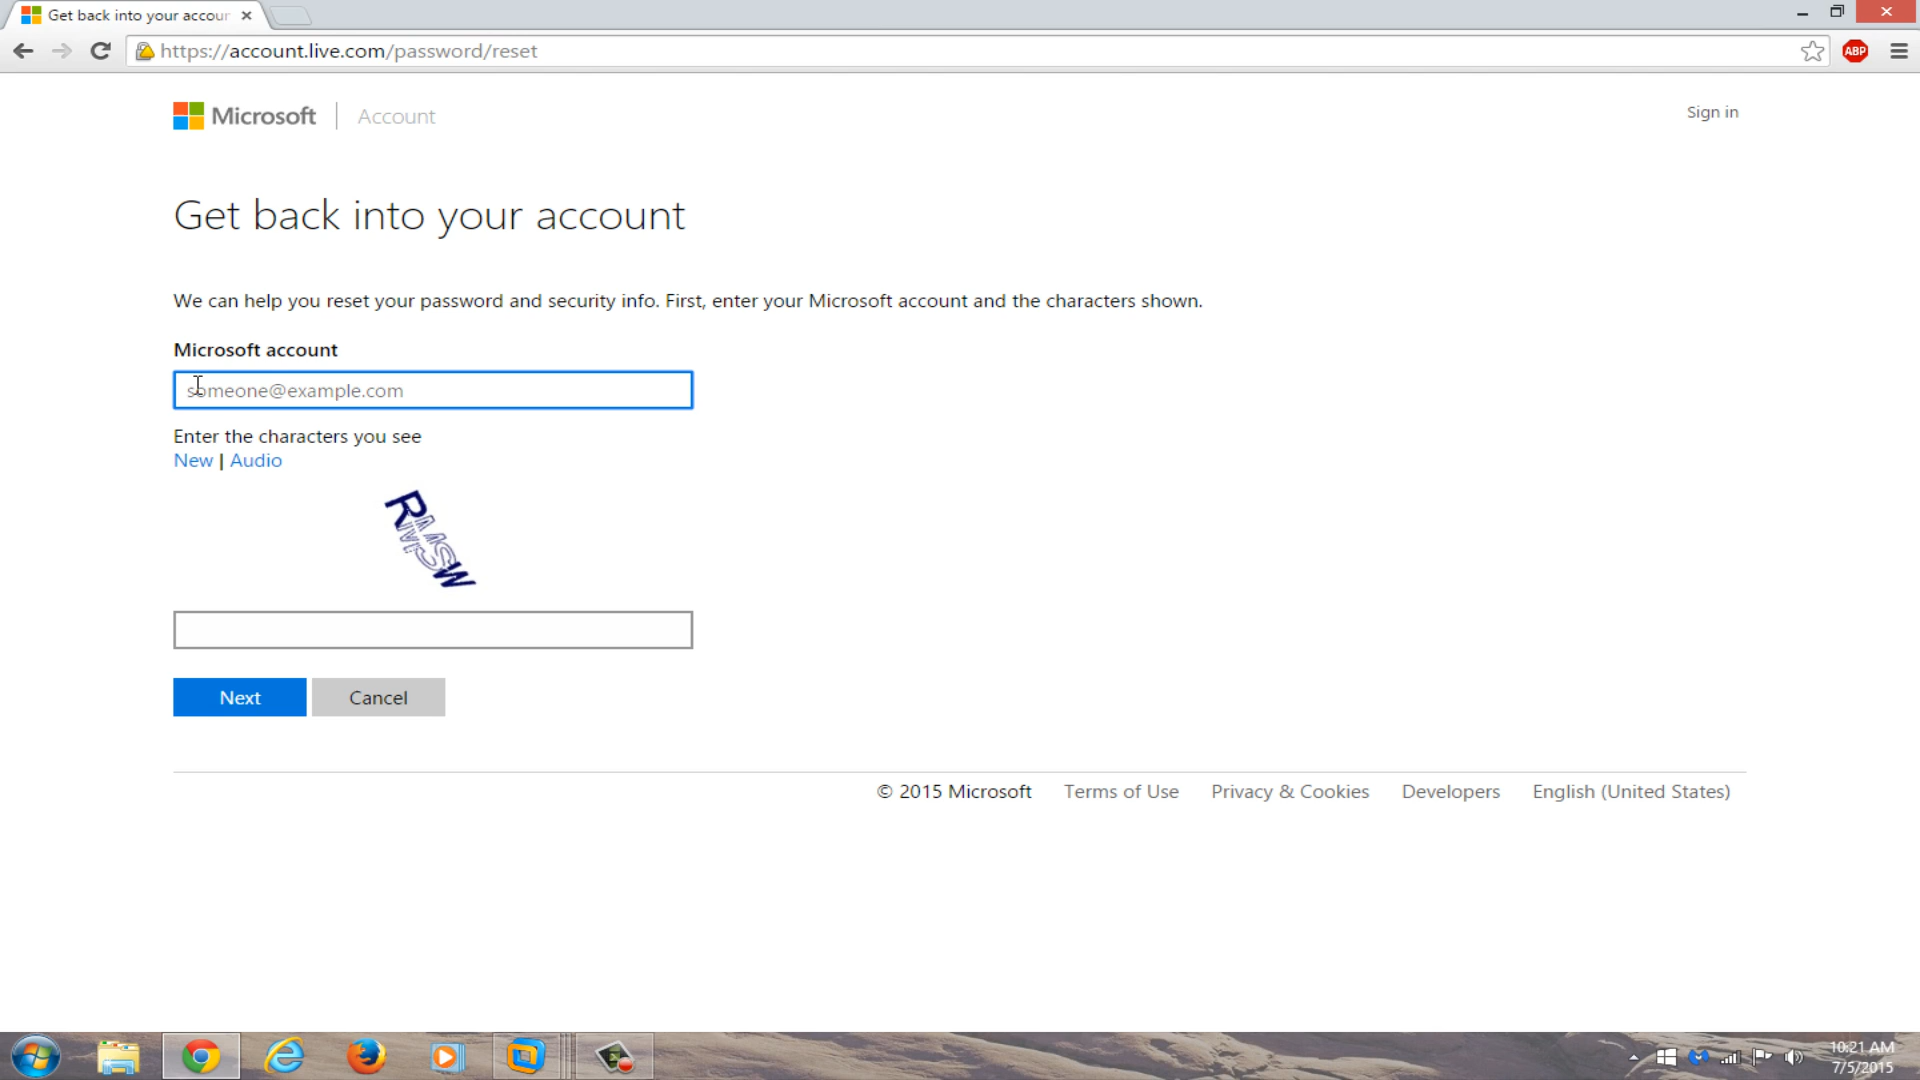 Get back into your accour
https://account.live.com/password/reset
ABP
Microsoft | Account
Sign in
Get back into your account
We can help you reset your password and security info. First, enter your Microsoft account and the characters shown.
Microsoft account
someone@example.com
Enter the characters you see
New | Audio
Next
Cancel
© 2015 Microsoft
Terms of Use
Privacy & Cookies
Developers
English (United States)
10:21 AM
7/5/2015